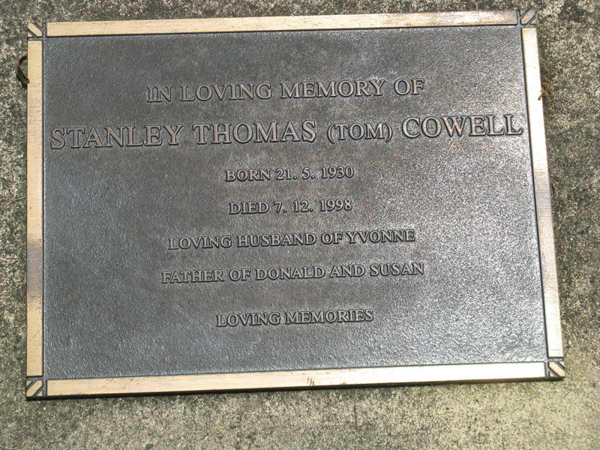 IN LOVING MEMORY OF
STANLEY THOMAS (TOM) COWELL
BORN 21. 5. 1930
DIED 7. 12. 1998
LOVING HUSBAND OF YVONNE
FATHER OF DONALD AND SUSAN
LOVING MEMORIES